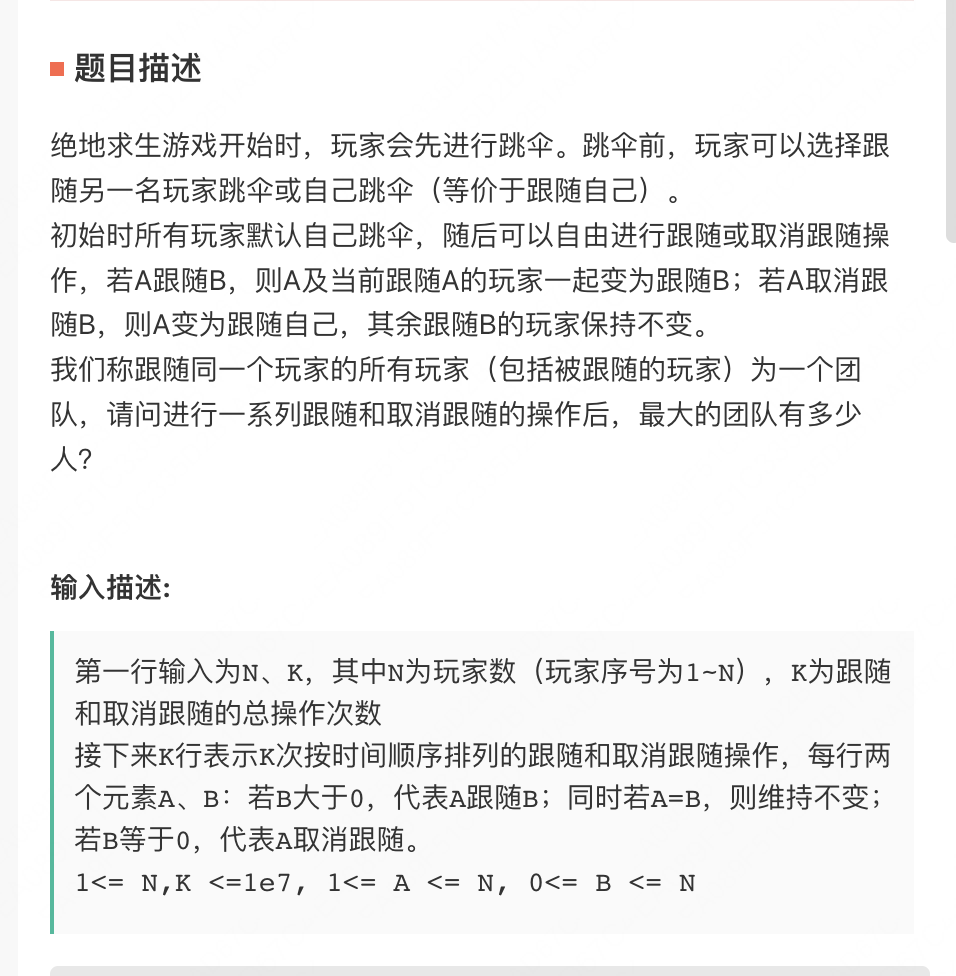 题目描述
绝地求生游戏开始时，玩家会先进行跳伞。跳伞前，玩家可以选择跟
随另一名玩家跳伞或自己跳伞（等价于跟随自己）。
初始时所有玩家默认自己跳伞，随后可以自由进行跟随或取消跟随操
作，若A跟随B，则A及当前跟随A的玩家一起变为跟随B；若A取消跟
随B，则A变为跟随自己，其余跟随B的玩家保持不变。
我们称跟随同一个玩家的所有玩家（包括被跟随的玩家）为一个团
队，请问进行一系列跟随和取消跟随的操作后，最大的团队有多少
人?
输入描述:
第一行输入为N、K，其中N为玩家数（玩家序号为1~N），K为跟随
和取消跟随的总操作次数
接下来K行表示K次按时间顺序排列的跟随和取消跟随操作，每行两
个元素A、B：若B大于0，代表A跟随B；同时若A=B，则维持不变；
若B等于0，代表A取消跟随。
1<= N,K <=1e7, 1<= A <= N, 0<= B <= N